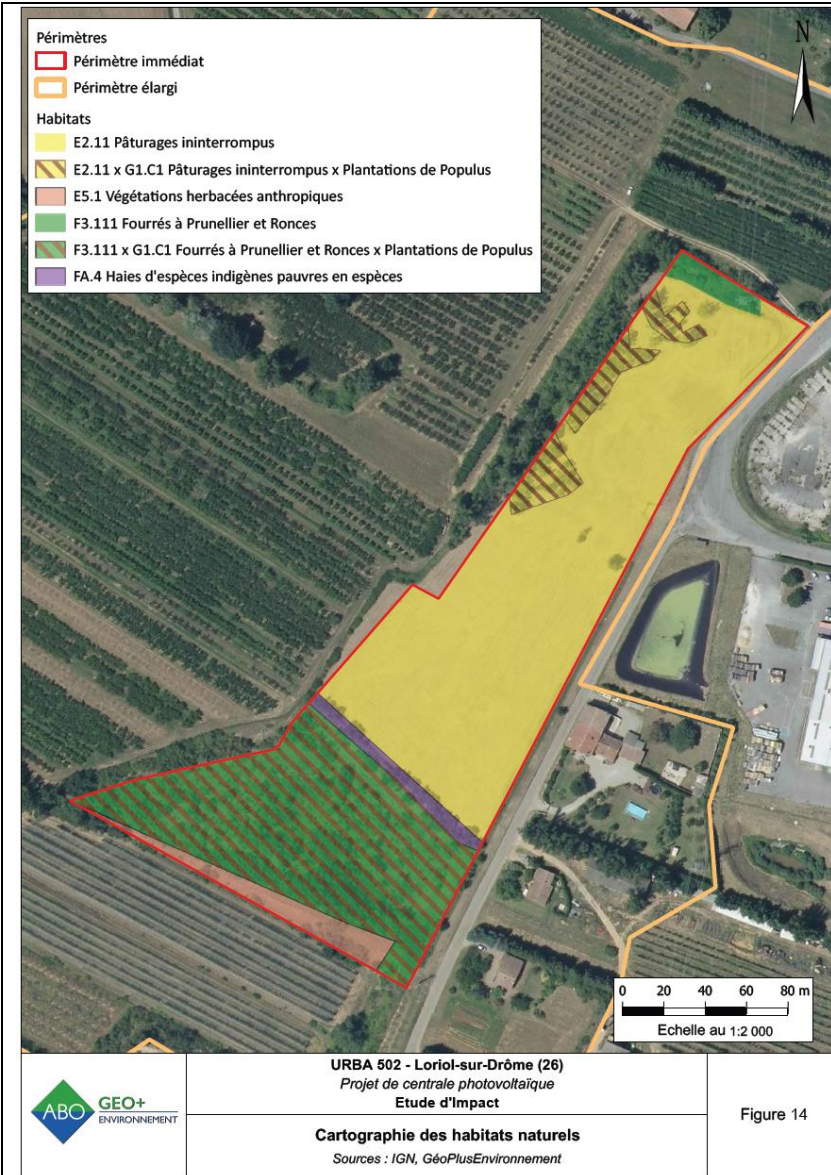 Périmètres
Périmètre immédiat
Périmètre élargi
Habitats
E2.11 Pâturages ininterrompus
E2.11 x G1.C1 Pâturages ininterrompus x Plantations de Populus
E5.1 Végétations herbacées anthropiques
F3.111 Fourrés à Prunellier et Ronces
F3.111 x G1.C1 Fourrés à Prunellier et Ronces x Plantations de Populus
FA.4 Haies d'espèces indigènes pauvres en espèces
N
0 20 40 60 80 m
Echelle au 1:2 000
ABO
GEO+
ENVIRONNEMENT
URBA 502 - Loriol-sur-Drôme (26)
Projet de centrale photovoltaïque
Etude d'Impact
Cartographie des habitats naturels
Sources : IGN, GéoPlusEnvironnement
Figure 14